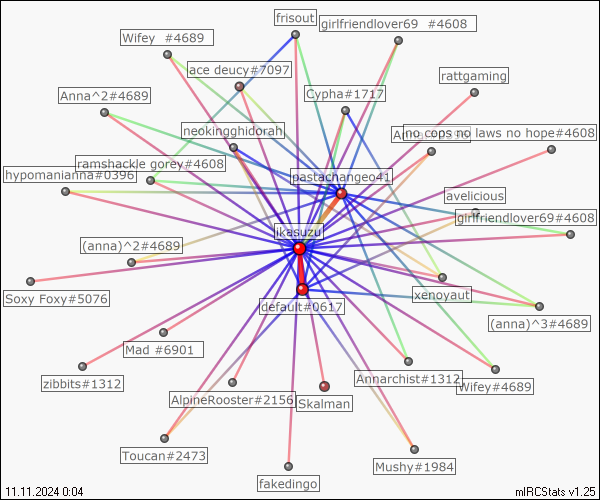 frisout
girlfriendlover69 #4608
Wifey #4689
ace deucy#7097
rattgaming
Cypha#1717
Anna^2#4689
neokingghidorah
no cops no laws no hope#4608
ramshackle gorey#4608
hypomanianna#0396
pastachangeo41
avelicious
girlfriendlover69#4608
jikasuzu
(anna)^2#4689
Soxy Foxy#5076
xenoyaut
default#0617
(anna)^3#4689
Mad #6901
zibbits#1312
Annarchist#1312
Wifey#4689
AlpineRooster#2156
Skalman
Toucan#2473
Mushy#1984
fakedingo
11.11.2024 0:04
mIRCStats v1.25